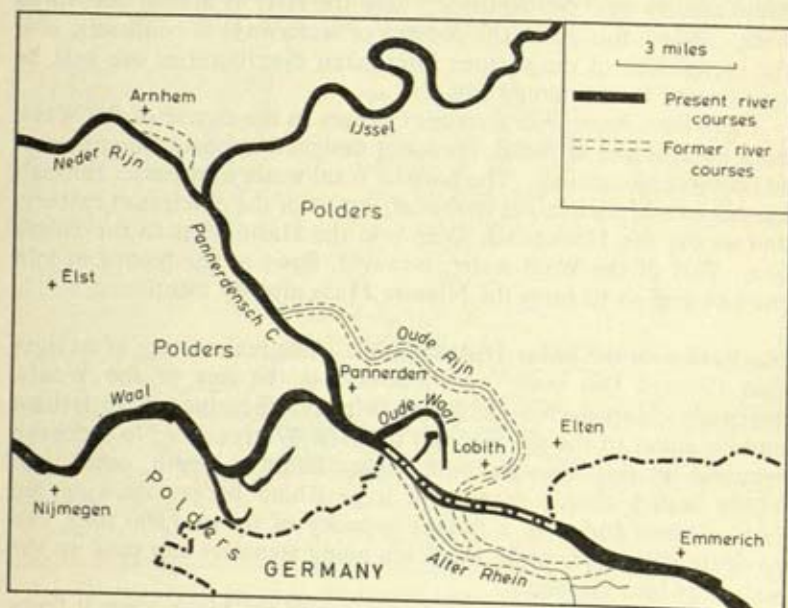 3 miles
Present river
courses
Former river
courses
Arnhem
IJssel
Neder Rijn
Polders
Elst
Pannerdensch C.
Oude Rijn
Polders
Pannerden
Waal
Oude-Waal
Elten
Lobith
Nijmegen
Polders
Alter Rhein
Emmerich
GERMANY